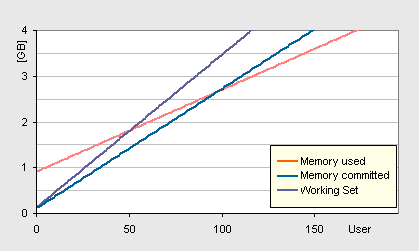 [GB]
4
3
2
1
0
0 50 100 150 User
Memory used
Memory committed
Working Set